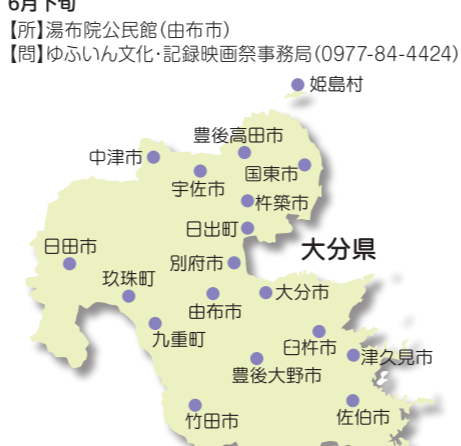 6月下旬
【所】湯布院公民館(由布市)
【問】ゆふいん文化・記録映画祭事務局(0977-84-4424)
姫島村
豊後高田市
中津市
国東市
宇佐市
杵築市
日出町
大分県
日田市
別府市
玖珠町
大分市
由布市
九重町
臼杵市
津久見市
豊後大野市
竹田市
佐伯市